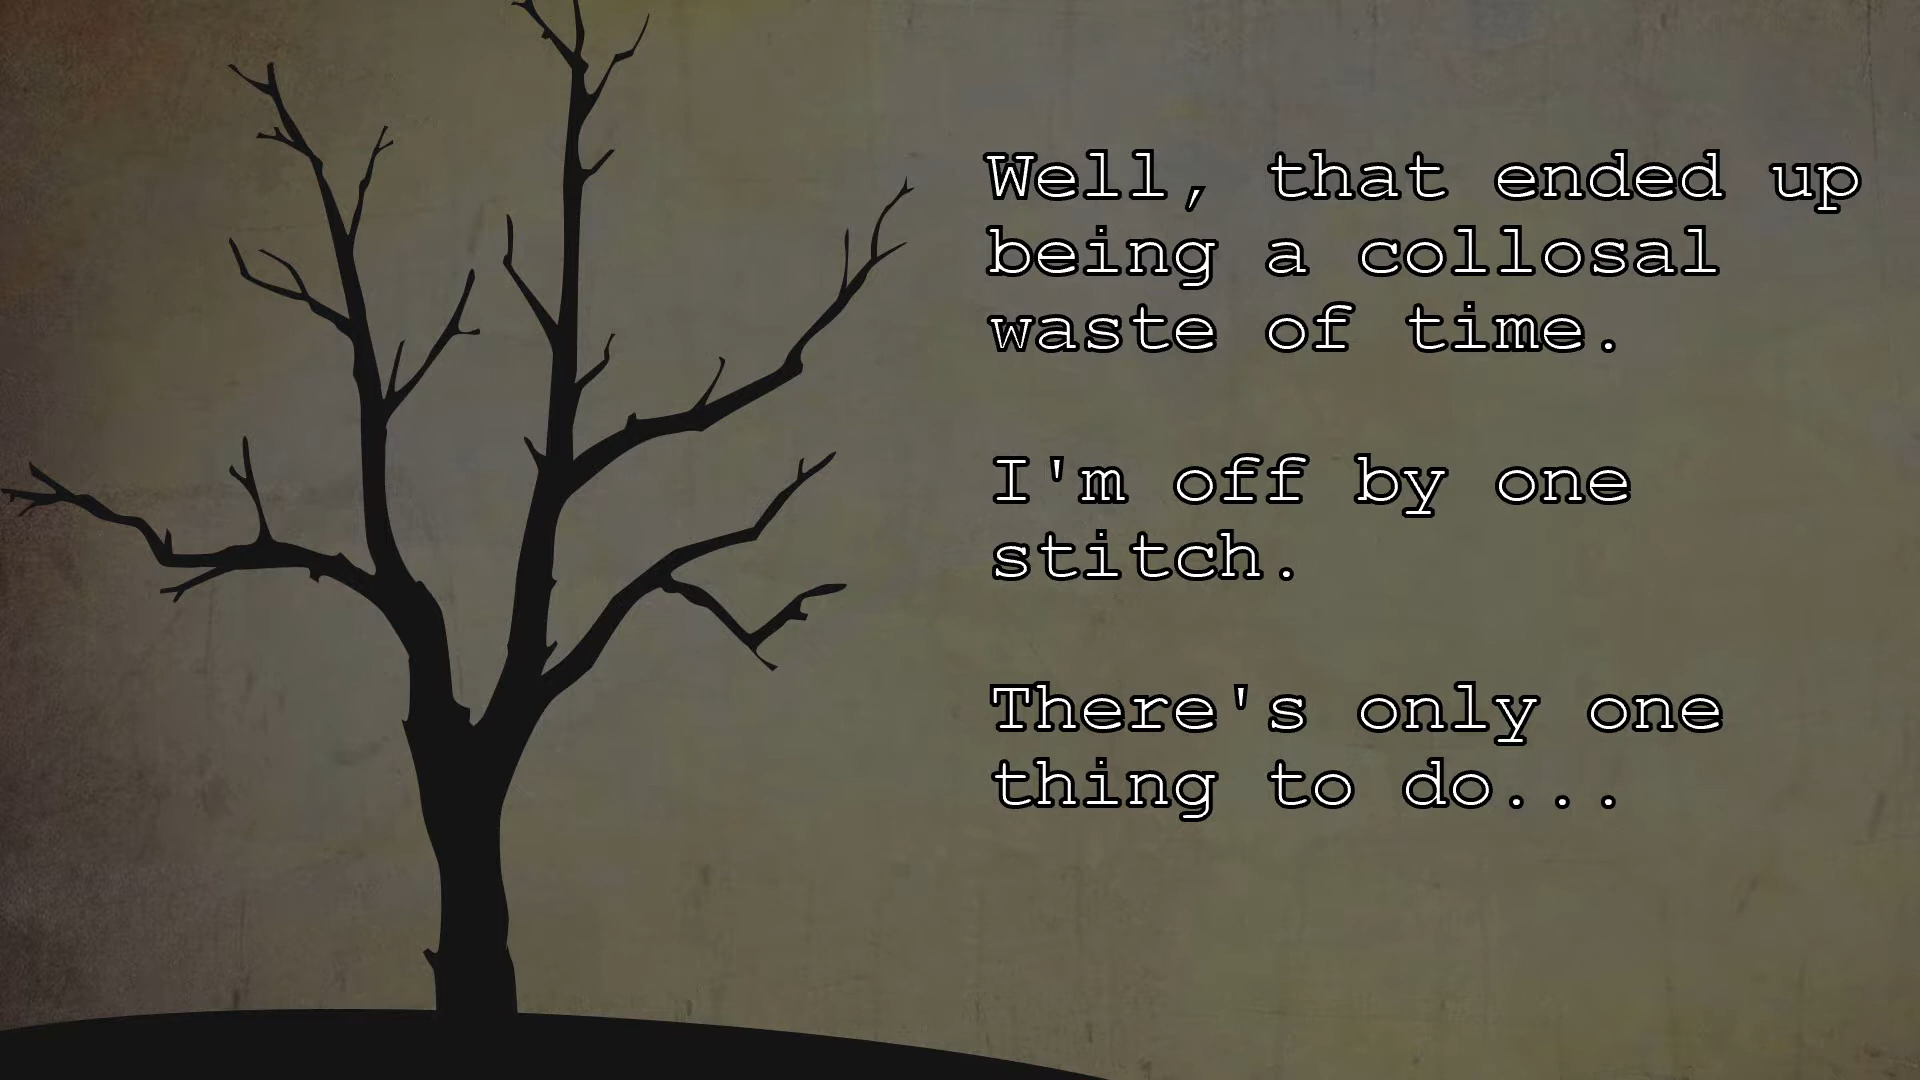 Well, that ended up
being a collosal
waste of time.
I'm off by one
stitch.
There's only one
thing to do...